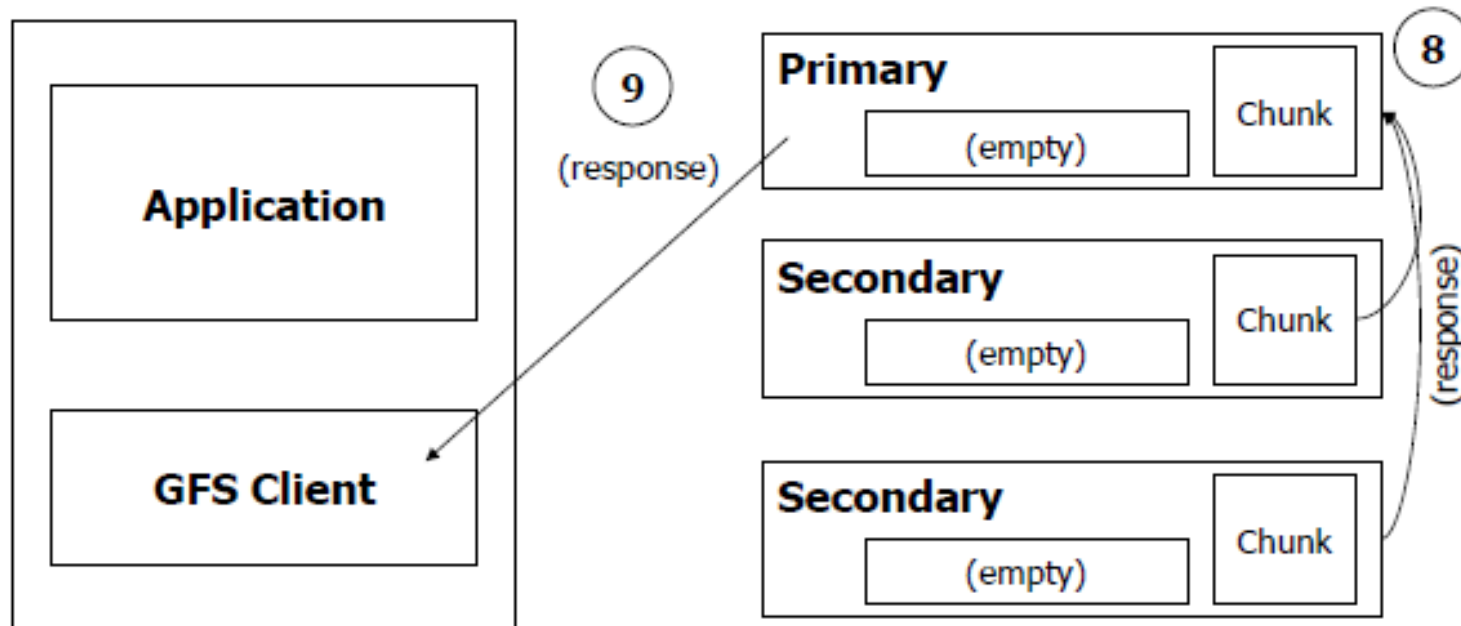 Application
GFS Client
9
(response)
Primary
(empty)
Chunk
8
Secondary
(empty)
Chunk
(response)
Secondary
(empty)
Chunk